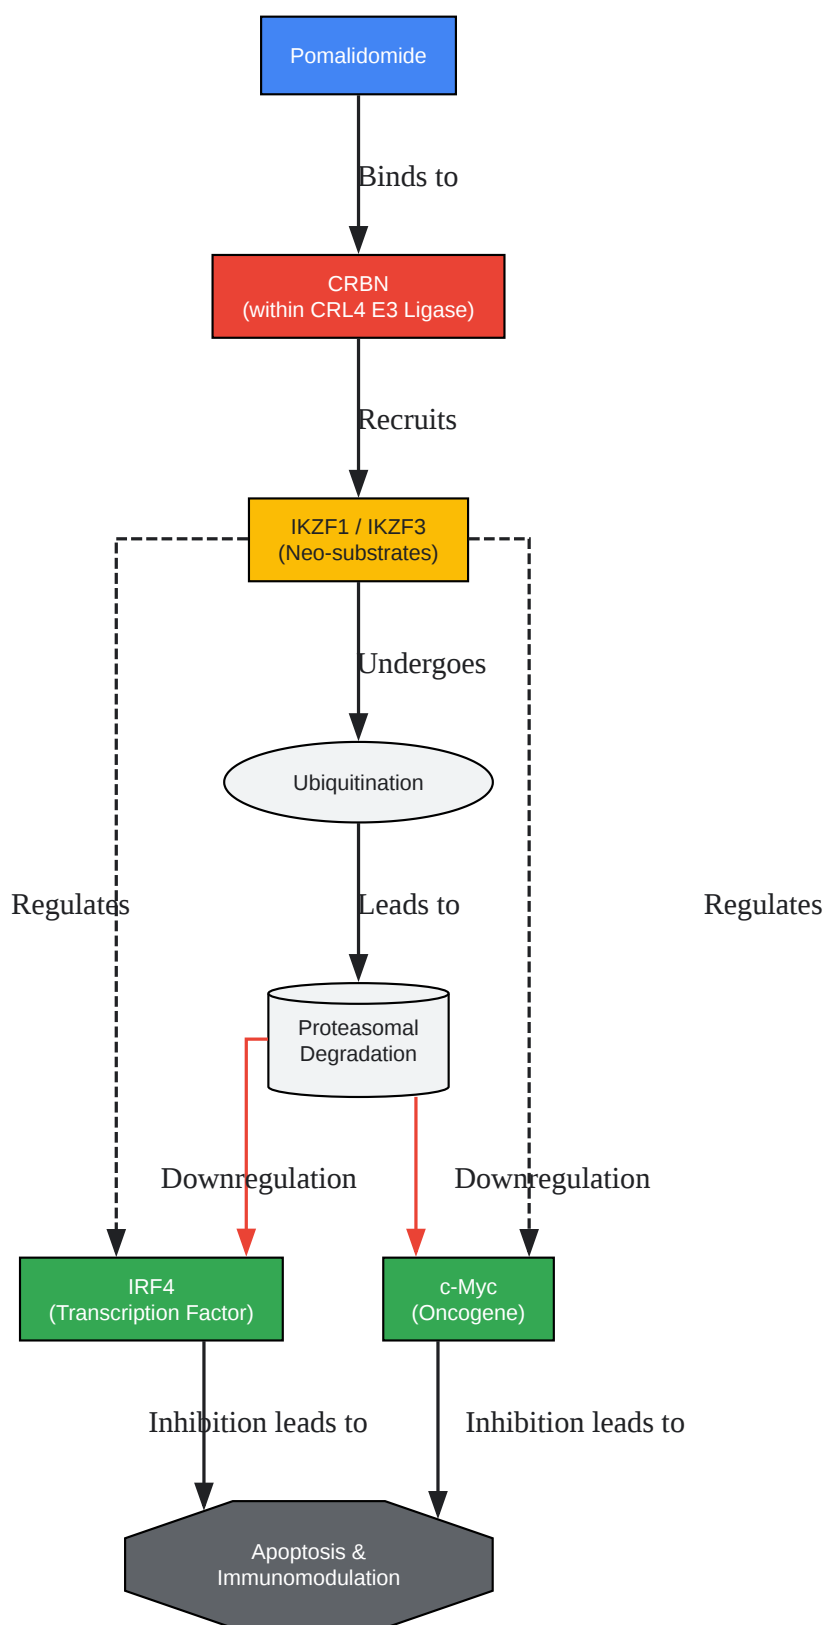 Pomalidomide
Binds to
CRBN
(within CRL4 E3 Ligase)
Recruits
IKZF1 / IKZF3
(Neo-substrates)
Undergoes
Ubiquitination
Regulates
Leads to
Regulates
Proteasomal
Degradation
Downregulation
Downregulation
IRF4
(Transcription Factor)
c-Myc
(Oncogene)
Inhibition leads to
Inhibition leads to
Apoptosis &
Immunomodulation